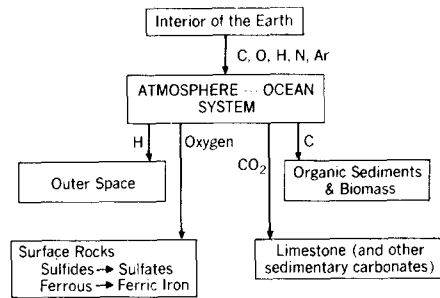 Interior of the Earth
C, O, H, N, Ar
ATMOSPHERE ··· OCEAN
SYSTEM
H
Oxygen
CO₂
C
Outer Space
Organic Sediments
& Biomass
Surface Rocks
Sulfides → Sulfates
Ferrous → Ferric Iron
Limestone (and other
sedimentary carbonates)